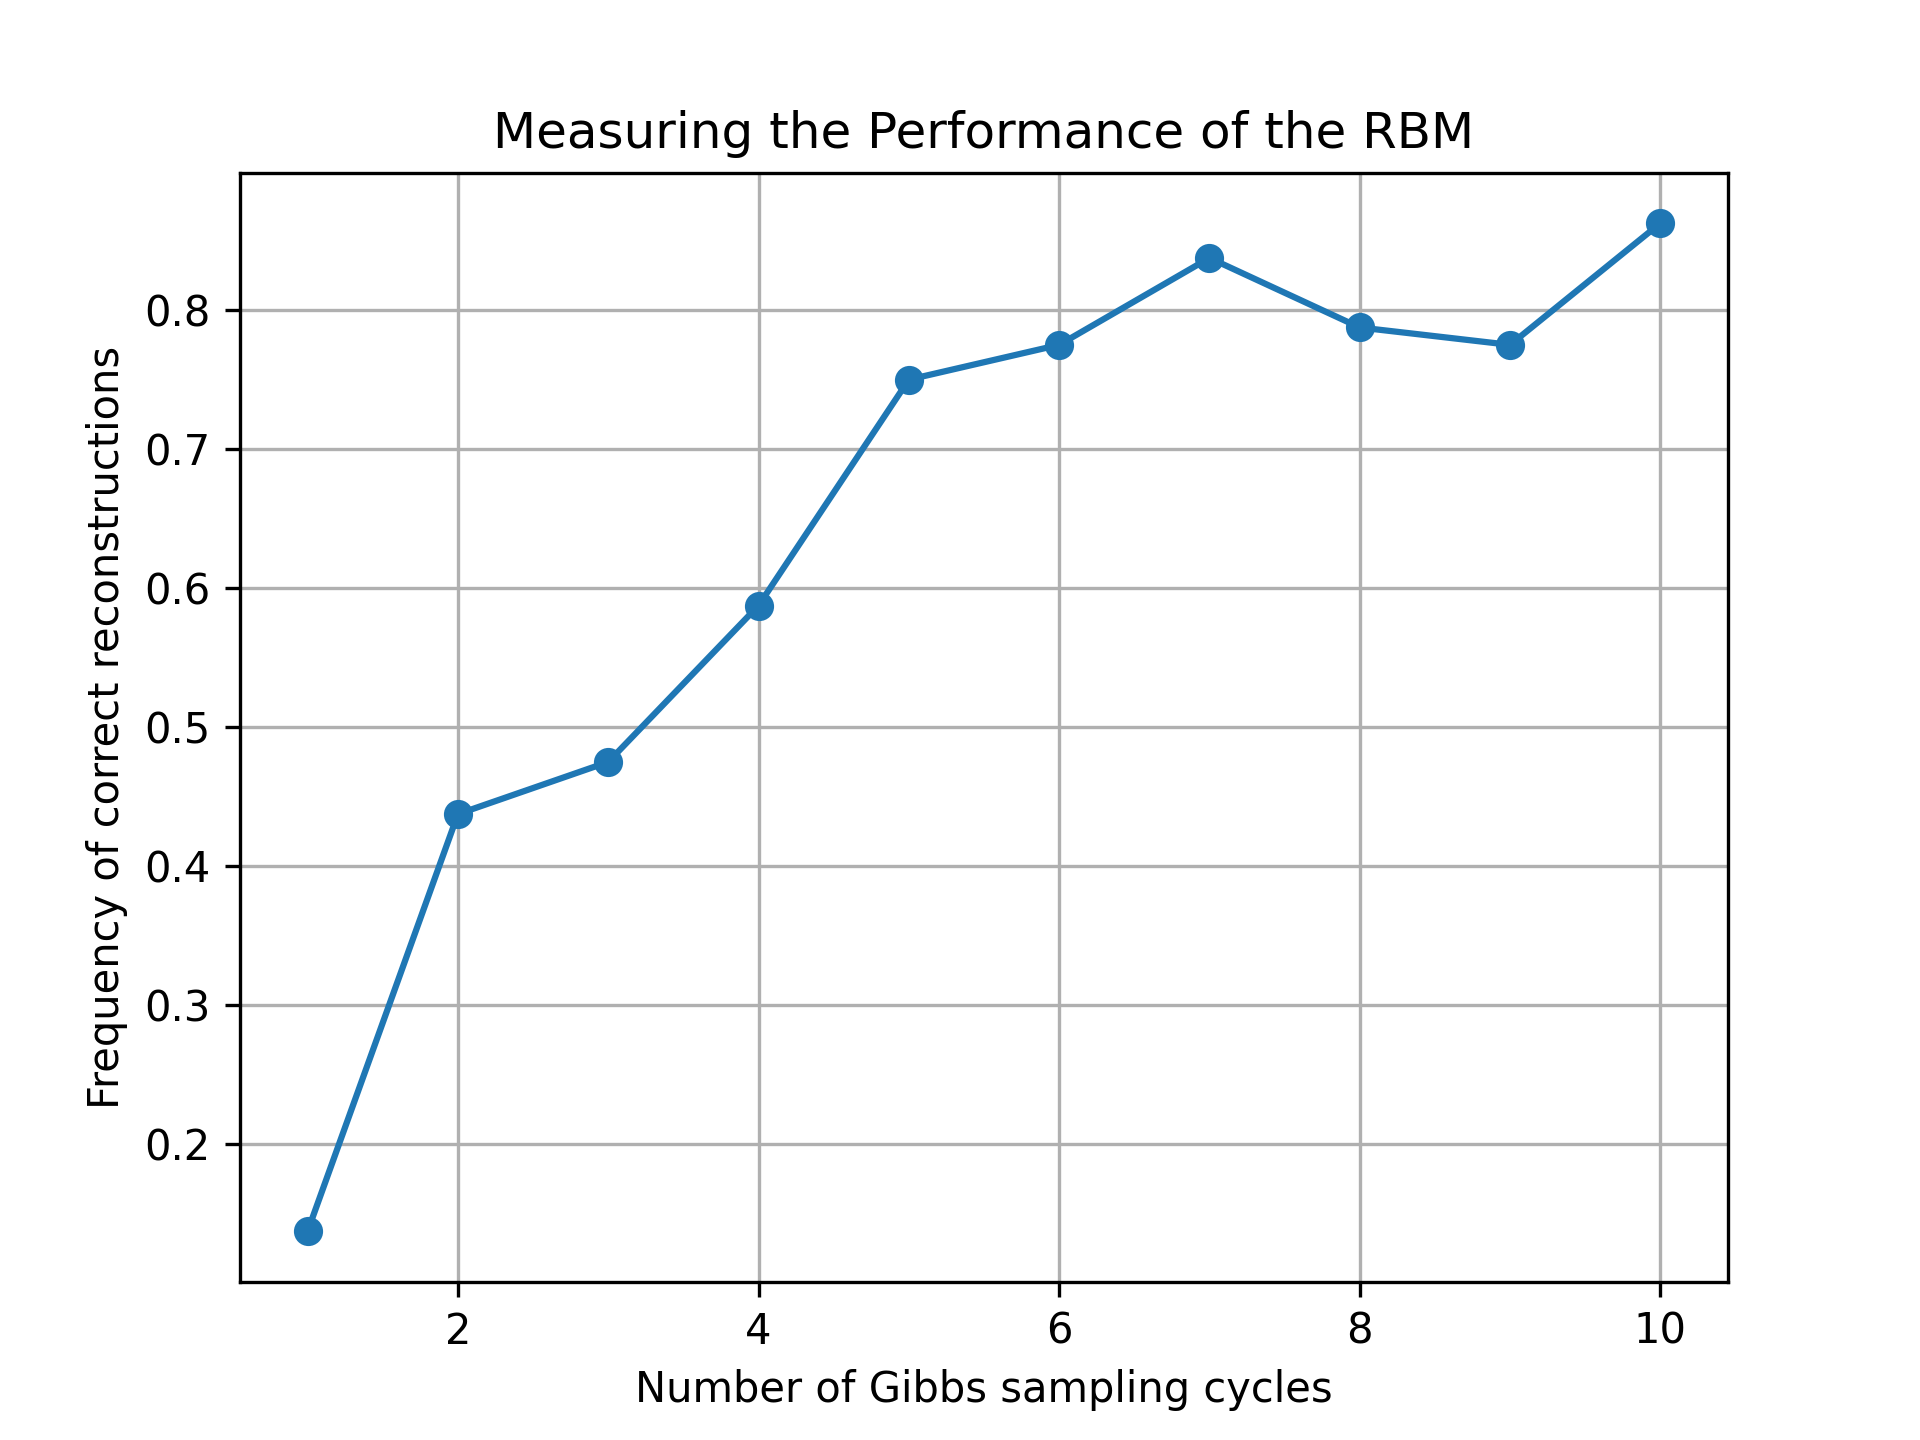 Measuring the Performance of the RBM
Frequency of correct reconstructions
0.8
0.7
0.6
0.5
0.4
0.3
0.2
2 4 6 8 10
Number of Gibbs sampling cycles